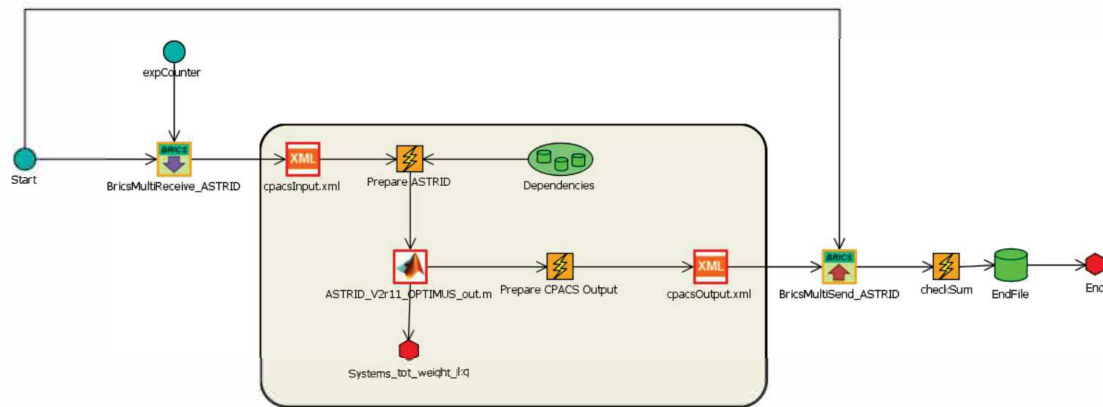 expCounter
BRICS
XML
Start
BricsMultiReceive_ASTRID
cpacsInput.xml
Prepare ASTRID
Dependencies
XML
BRICS
ASTRID_V2r11_OPTIMUS_out.m
Prepare CPACS Output
cpacsOutput.xml
BricsMultiSend_ASTRID
checkSum
EndFile
End